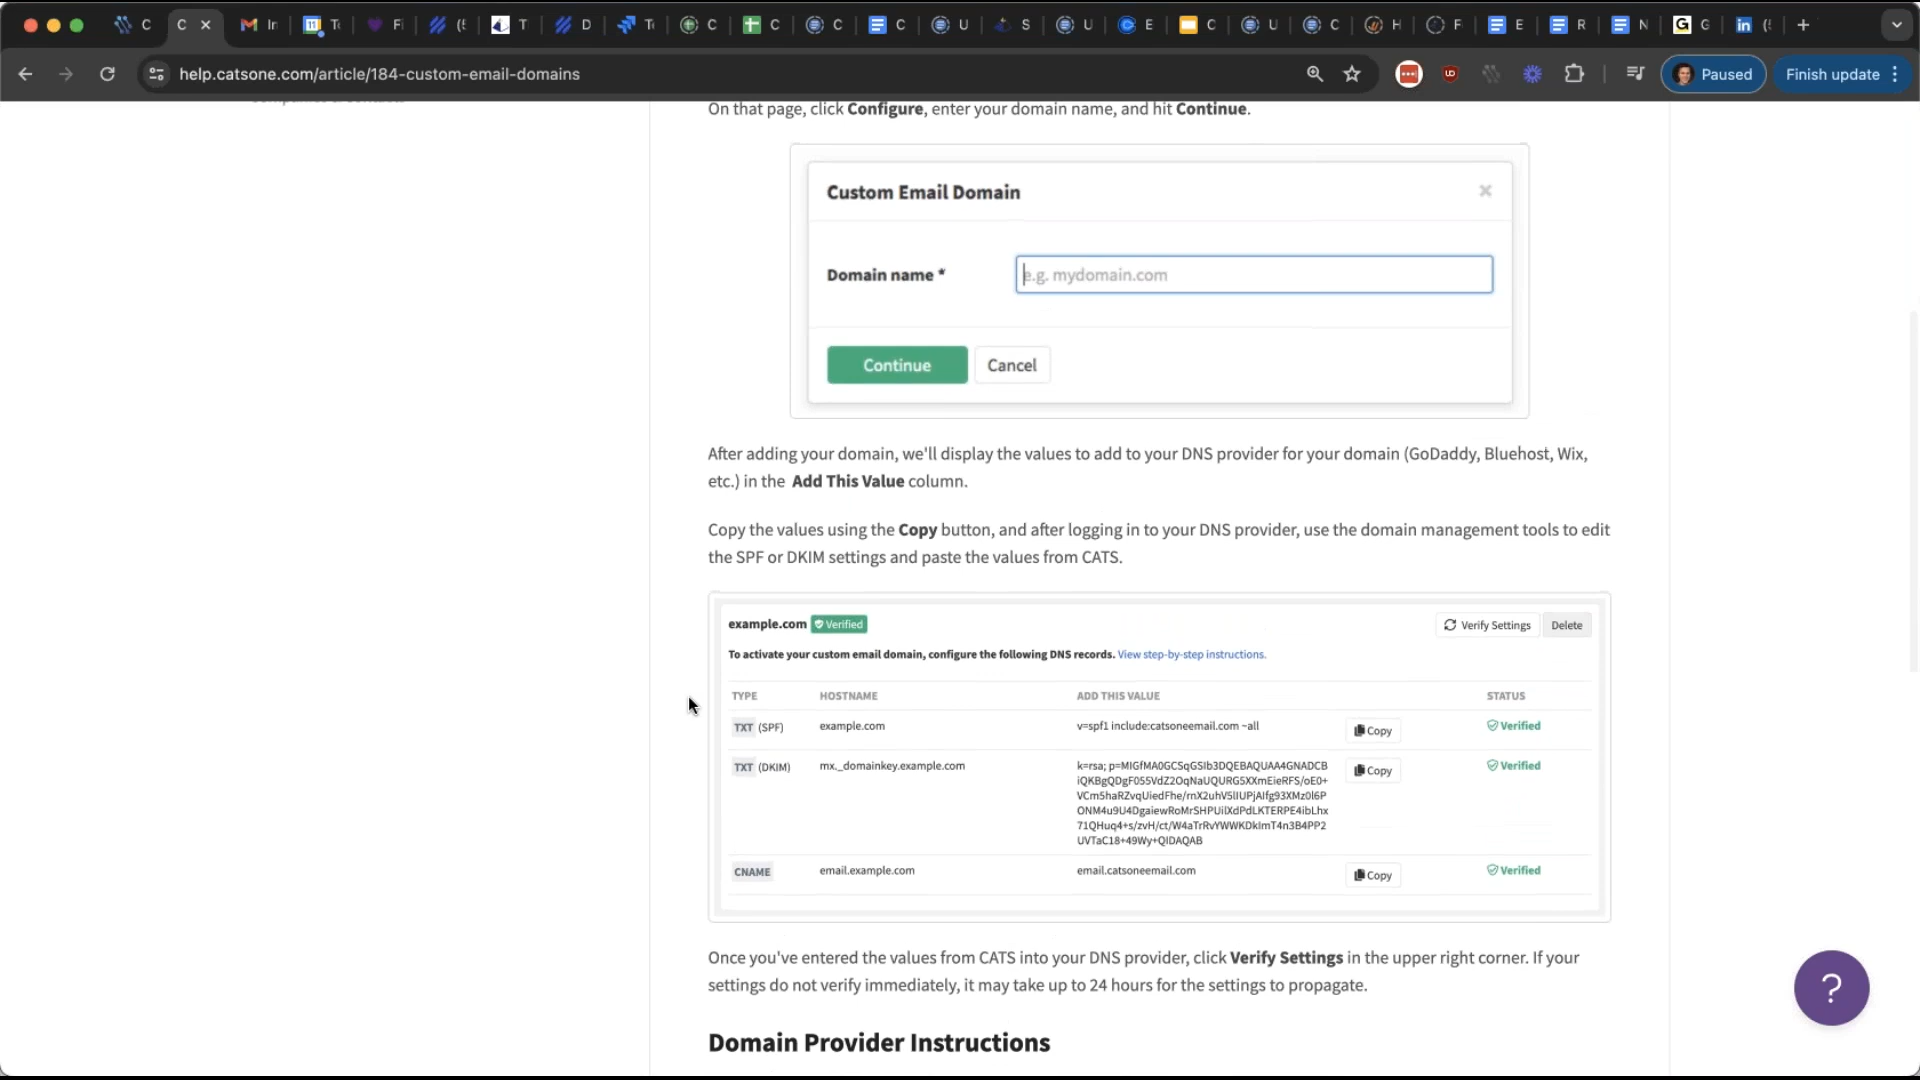 C
C
In
To
Fi
(5
T
D
To
C
C
C
C
U
S
U
E
C
U
C
H
F
E
R
N
G
help.catsone.com/article/184-custom-email-domains
Paused
Finish update
On that page, click Configure, enter your domain name, and hit Continue.
Custom Email Domain
Domain name *
e.g. mydomain.com
Continue
Cancel
After adding your domain, we'll display the values to add to your DNS provider for your domain (GoDaddy, Bluehost, Wix,
etc.) in the Add This Value column.
Copy the values using the Copy button, and after logging in to your DNS provider, use the domain management tools to edit
the SPF or DKIM settings and paste the values from CATS.
example.com Verified
Verify Settings
Delete
To activate your custom email domain, configure the following DNS records. View step-by-step instructions.
TYPE HOSTNAME ADD THIS VALUE STATUS
TXT (SPF) example.com v=spf1 include:catsoneemail.com ~all Copy Verified
TXT (DKIM) mx._domainkey.example.com Copy Verified
CNAME email.example.com email.catsoneemail.com Copy Verified
Once you've entered the values from CATS into your DNS provider, click Verify Settings in the upper right corner. If your
settings do not verify immediately, it may take up to 24 hours for the settings to propagate.
Domain Provider Instructions
?